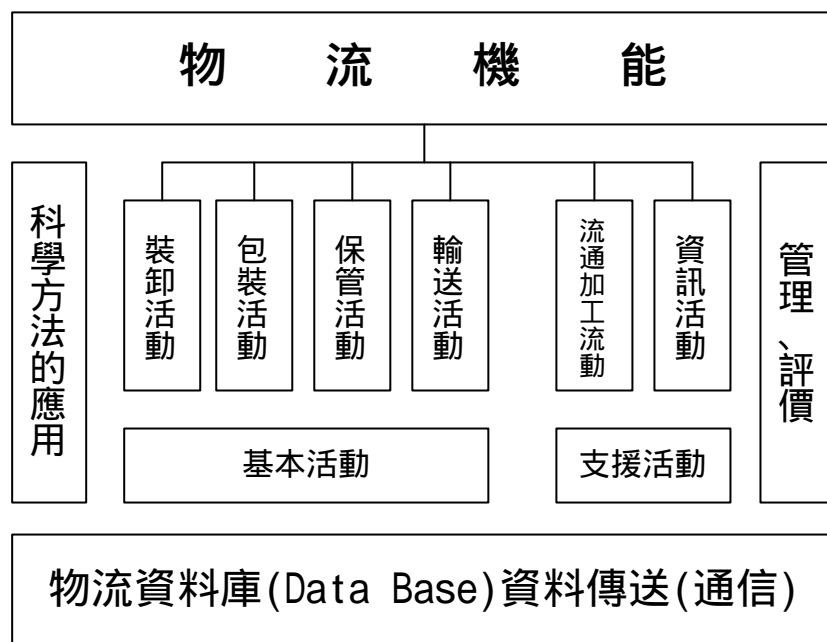 物流機能
科學方法的應用
裝卸活動
包裝活動
保管活動
輸送活動
流通加工流動
資訊活動
管理、評價
基本活動
支援活動
物流資料庫(Data Base)資料傳送(通信)